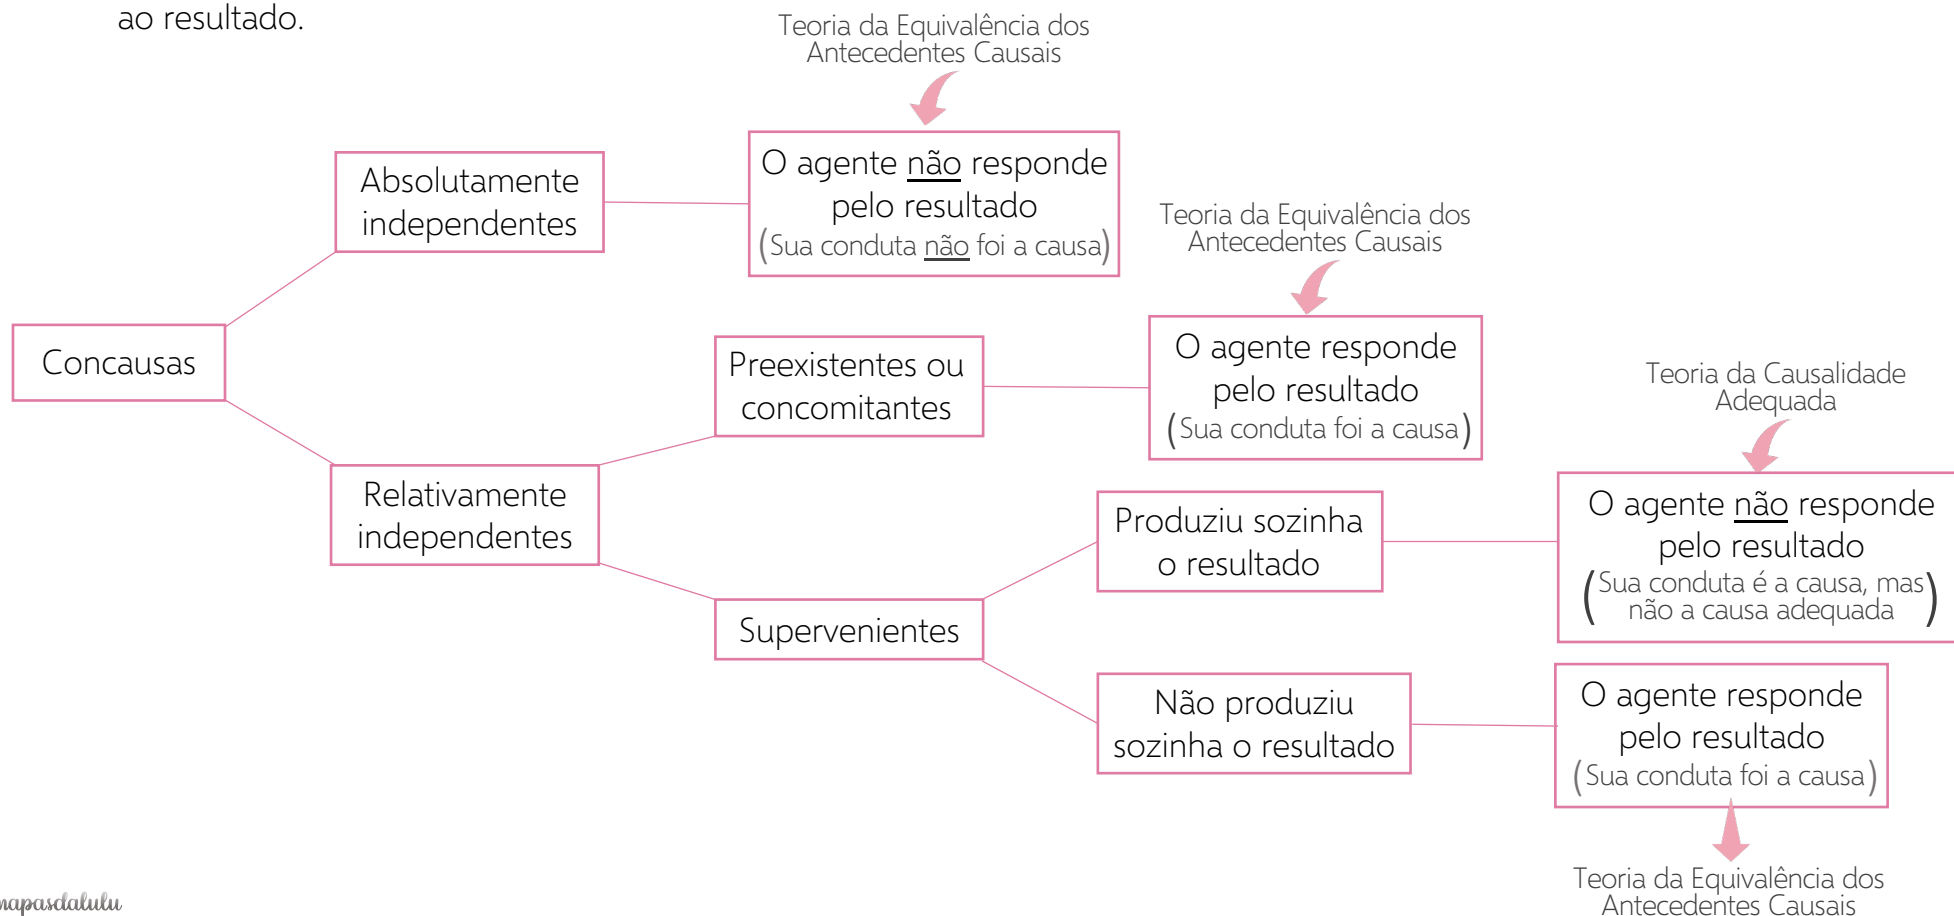 ao resultado.
Teoria da Equivalência dos
Antecedentes Causais
Absolutamente
independentes
O agente não responde
pelo resultado
(Sua conduta não foi a causa)
Teoria da Equivalência dos
Antecedentes Causais
Concausas
Preexistentes ou
concomitantes
O agente responde
pelo resultado
(Sua conduta foi a causa)
Teoria da Causalidade
Adequada
Relativamente
independentes
Produziu sozinha
o resultado
O agente não responde
pelo resultado
(Sua conduta é a causa, mas
não a causa adequada)
Supervenientes
Não produziu
sozinha o resultado
O agente responde
pelo resultado
(Sua conduta foi a causa)
Teoria da Equivalência dos
Antecedentes Causais
mapasdalulu